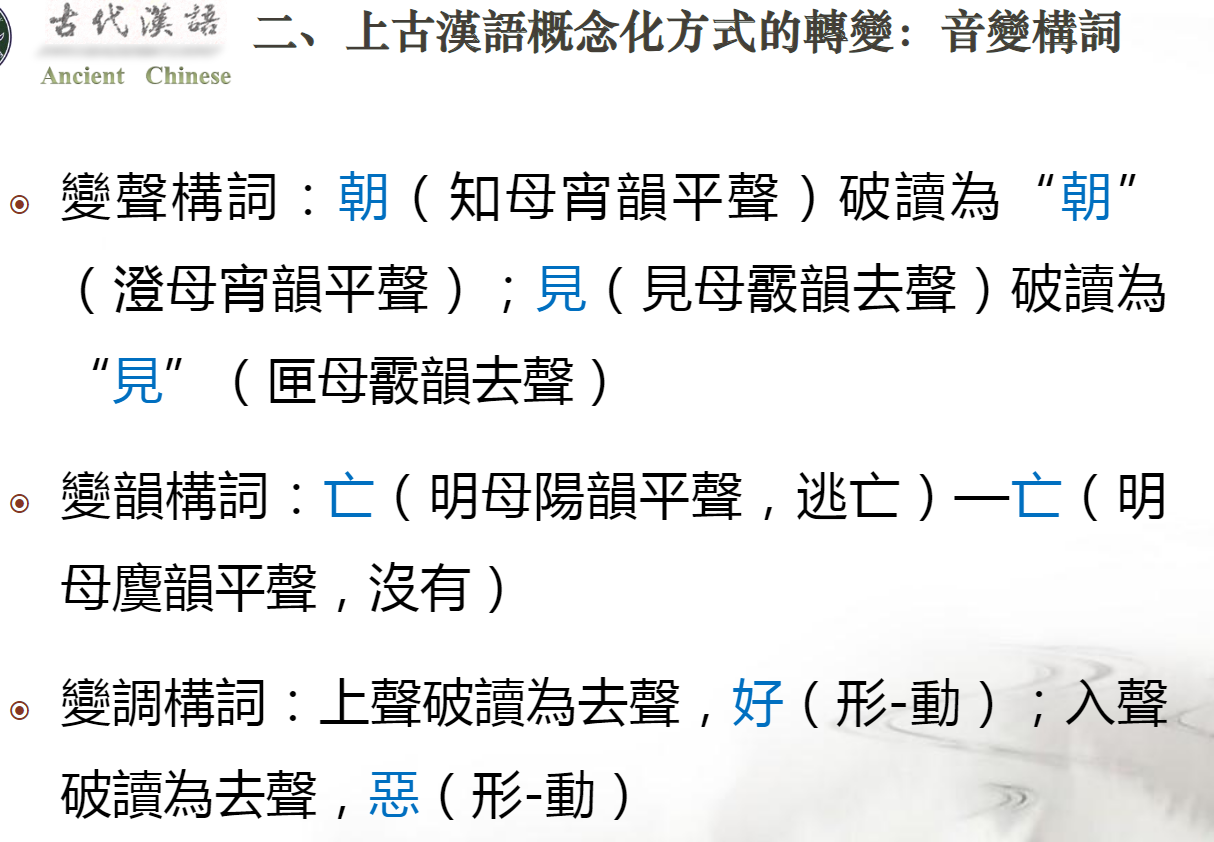 古代漢語
Ancient Chinese
二、上古漢語概念化方式的轉變：音變構詞
變聲構詞：朝（知母宵韻平聲）破讀為“朝”
（澄母宵韻平聲）；見（見母霰韻去聲）破讀為
“見”（匣母霰韻去聲）
變韻構詞：亡（明母陽韻平聲，逃亡）—亡（明
母虞韻平聲，沒有）
變調構詞：上聲破讀為去聲，好（形-動）；入聲
破讀為去聲，惡（形-動）